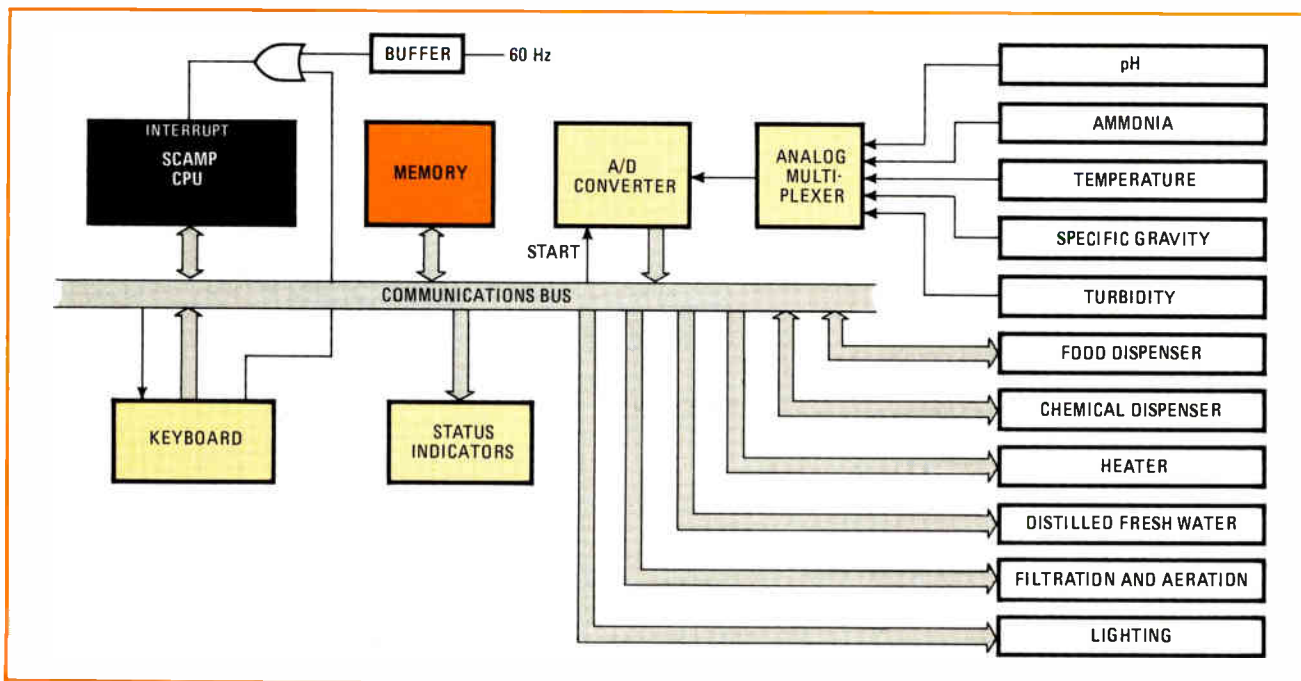 BUFFER
60 Hz
INTERRUPT
SCAMP
CPU
MEMORY
A/D
CONVERTER
ANALOG
MULTI-
PLEXER
pH
AMMONIA
TEMPERATURE
SPECIFIC GRAVITY
TURBIDITY
START
COMMUNICATIONS BUS
KEYBOARD
STATUS
INDICATORS
FOOD DISPENSER
CHEMICAL DISPENSER
HEATER
DISTILLED FRESH WATER
FILTRATION AND AERATION
LIGHTING